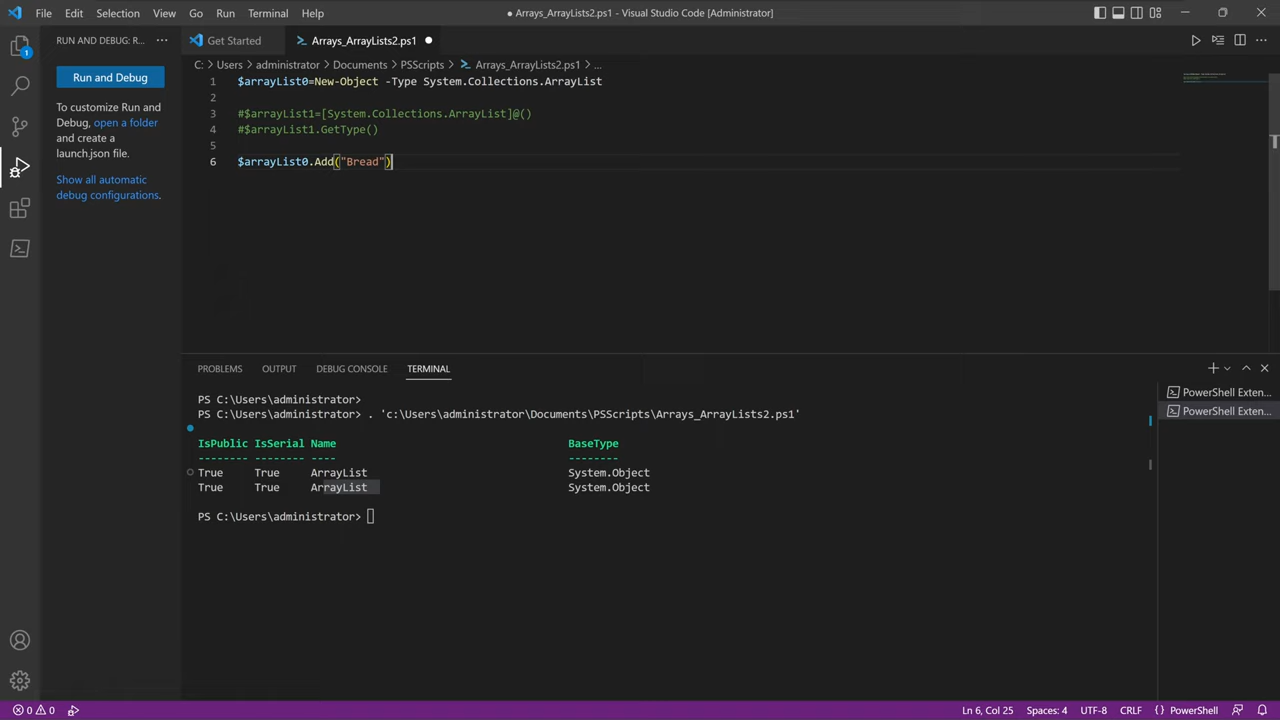 File Edit Selection View Go Run Terminal Help
● Arrays_ArrayLists2.ps1 - Visual Studio Code [Administrator]
RUN AND DEBUG: R... ...
Get Started
Arrays_ArrayLists2.ps1 ●
C: > Users > administrator > Documents > PSScripts > Arrays_ArrayLists2.ps1 > ...
1
Run and Debug
To customize Run and
Debug, open a folder
and create a
launch.json file.
Show all automatic
debug configurations.
1 $arrayList0=New-Object -Type System.Collections.ArrayList
2
3 #$arrayList1=[System.Collections.ArrayList]@()
4 #$arrayList1.GetType()
5
6 $arrayList0.Add("Bread")
PROBLEMS OUTPUT DEBUG CONSOLE TERMINAL
PS C:\Users\administrator>
PS C:\Users\administrator> . 'c:\Users\administrator\Documents\PSScripts\Arrays_ArrayLists2.ps1'
IsPublic IsSerial Name BaseType
-------- -------- ---- --------
True True ArrayList System.Object
True True ArrayList System.Object
PS C:\Users\administrator>
PowerShell Exten...
PowerShell Exten...
0 0
Ln 6, Col 25 Spaces: 4 UTF-8 CRLF { } PowerShell